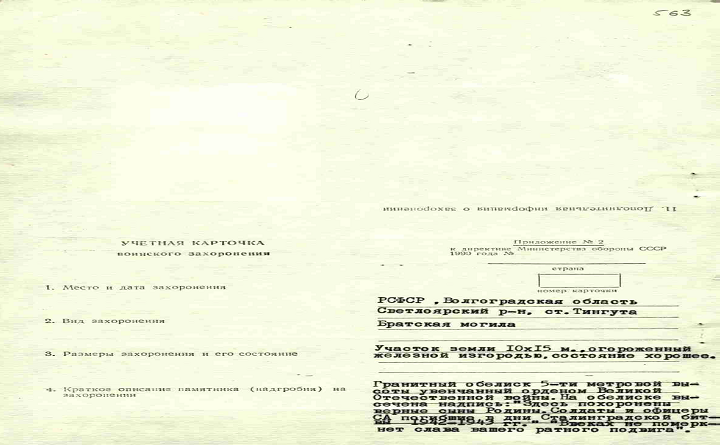 563
11. Дополнительная информация о захоронении
УЧЕТНАЯ КАРТОЧКА
воинского захоронения
Приложение № 2
к директиве Министерства обороны СССР
1990 года №
страна
номер карточки
1. Место и дата захоронения
РСФСР , Волгоградская область
Светлоярский р-н, ст.Тингута
2. Вид захоронения
Братская могила
3. Размеры захоронения и его состояние
Участок земли 10х15 м., огороженный
железной изгородью, состояние хорошее.
4. Краткое описание памятника (надгробия) на
захоронении
Гранитный обелиск 5-ти метровой вы-
соты увенчанный орденом Великой
Отечественной войны. На обелиске вы-
сечена надпись: "Здесь похоронены
верные сыны Родины. Солдаты и офицеры
СА погибшие в дни Сталинградской бит-
вы 1942-1943 гг." "Ввеках не померк-
нет слава вашего ратного подвига".